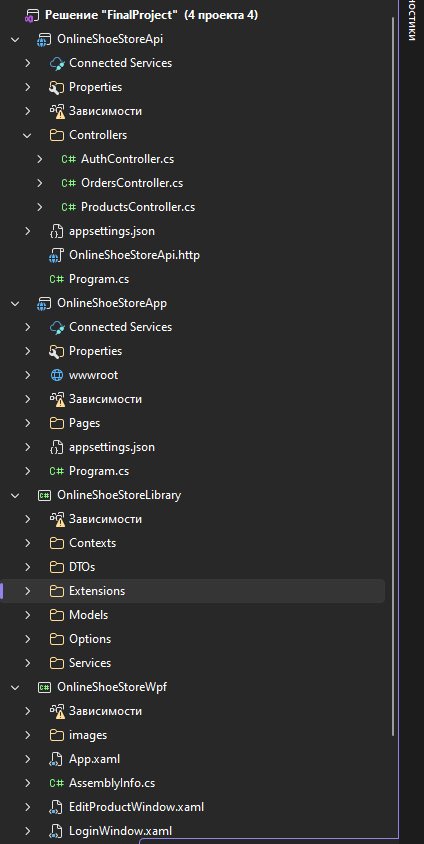 Решение "FinalProject" (4 проекта 4)
OnlineShoeStoreApi
Connected Services
Properties
Зависимости
Controllers
C# AuthController.cs
C# OrdersController.cs
C# ProductsController.cs
appsettings.json
OnlineShoeStoreApi.http
C# Program.cs
OnlineShoeStoreApp
Connected Services
Properties
wwwroot
Зависимости
Pages
appsettings.json
C# Program.cs
C# OnlineShoeStoreLibrary
Зависимости
Contexts
DTOs
Extensions
Models
Options
Services
C# OnlineShoeStoreWpf
Зависимости
images
App.xaml
C# AssemblyInfo.cs
EditProductWindow.xaml
LoginWindow.xaml
ностики